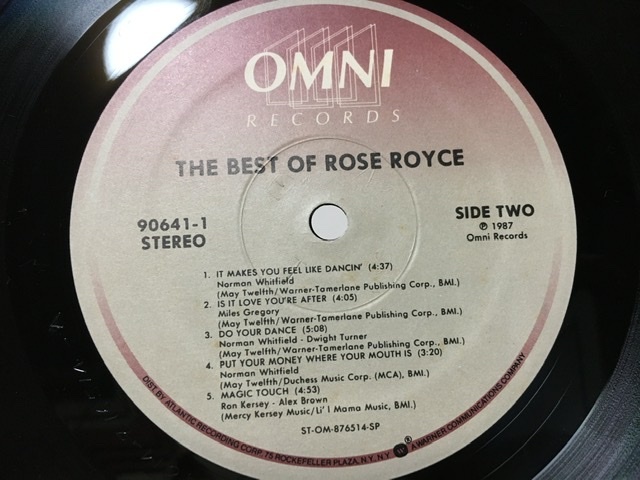 OMNI
RECORDS
THE BEST OF ROSE ROYCE
90641-1
STEREO
SIDE TWO
℗ 1987
Omni Records
1. IT MAKES YOU FEEL LIKE DANCIN' (4:37)
Norman Whitfield
(May Twelfth/Warner-Tamerlane Publishing Corp., BMI.)
2. IS IT LOVE YOU'RE AFTER (4:05)
Miles Gregory
(May Twelfth/Warner-Tamerlane Publishing Corp., BMI.)
3. DO YOUR DANCE (5:08)
Norman Whitfield - Dwight Turner
(May Twelfth/Warner-Tamerlane Publishing Corp., BMI.)
4. PUT YOUR MONEY WHERE YOUR MOUTH IS (3:20)
Norman Whitfield
(May Twelfth/Duchess Music Corp. (MCA), BMI.)
5. MAGIC TOUCH (4:53)
Ron Kersey - Alex Brown
(Mercy Kersey Music/Li' l Mama Music, BMI.)
ST-OM-876514-SP
DIST. BY ATLANTIC RECORDING CORP. 75 ROCKEFELLER PLAZA, N.Y., N.Y. ® A WARNER COMMUNICATIONS COMPANY